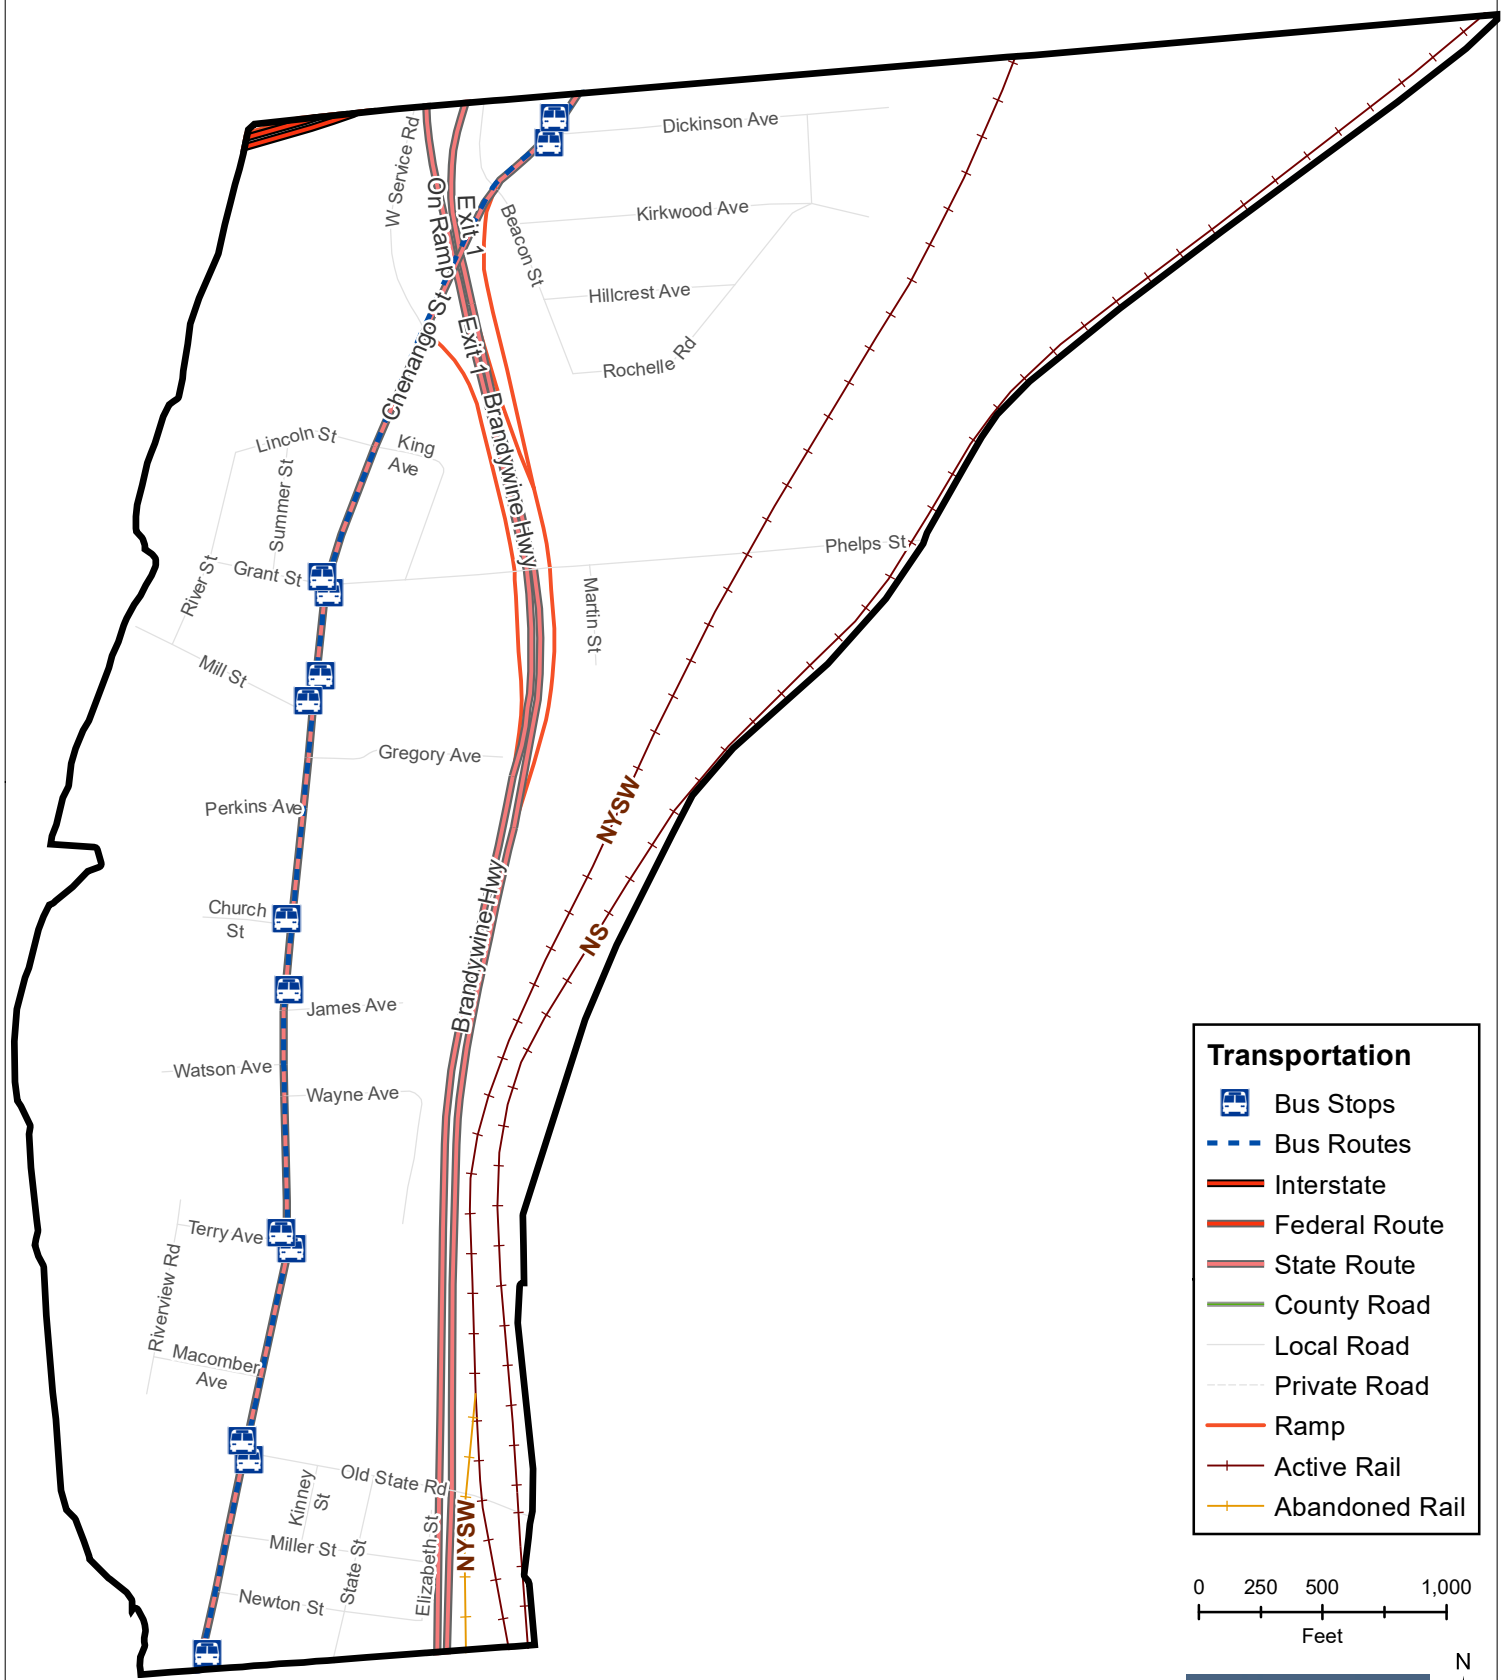 Dickinson Ave
W Service Rd
On Ramp
Exit 1
Kirkwood Ave
Beacon St
Hillcrest Ave
Chenango St
Exit 1
Rochelle Rd
Brandywine Hwy
Lincoln St
King
Ave
Summer St
Phelps St
Grant St
River St
Martin St
Mill St
Gregory Ave
NYSW
Perkins Ave
Brandywine Hwy
Church
St
NS
James Ave
Watson Ave
Wayne Ave
Terry Ave
Riverview Rd
Macomber
Ave
Old State Rd
Kinney
St
NYSW
Elizabeth St
Miller St
State St
Newton St
Transportation
Bus Stops
Bus Routes
Interstate
Federal Route
State Route
County Road
Local Road
Private Road
Ramp
Active Rail
Abandoned Rail
0 250 500 1,000
Feet
N